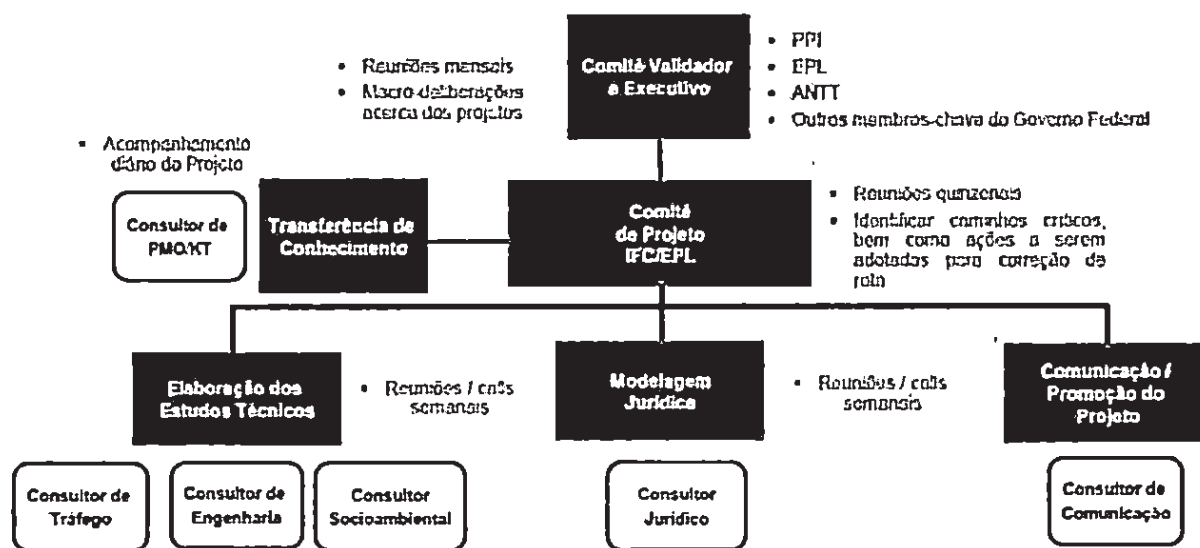 • Reuniões mensais
• Macro-deliberações
acerca dos projetos
Comitê Validador
e Executivo
• PPI
• EPL
• ANTT
• Outros membros-chave do Governo Federal
• Acompanhamento
diário do Projeto
Consultor de
PMO/KT
Transferência de
Conhecimento
Comitê
de Projeto
IFC/EPL
• Reuniões quinzenais
• Identificar caminhos críticos,
bem como ações a serem
adotadas para correção de
rota
Elaboração dos
Estudos Técnicos
• Reuniões / calls
semanais
Modelagem
Jurídica
• Reuniões / calls
semanais
Comunicação /
Promoção do
Projeto
Consultor de
Tráfego
Consultor de
Engenharia
Consultor
Socioambiental
Consultor
Jurídico
Consultor de
Comunicação